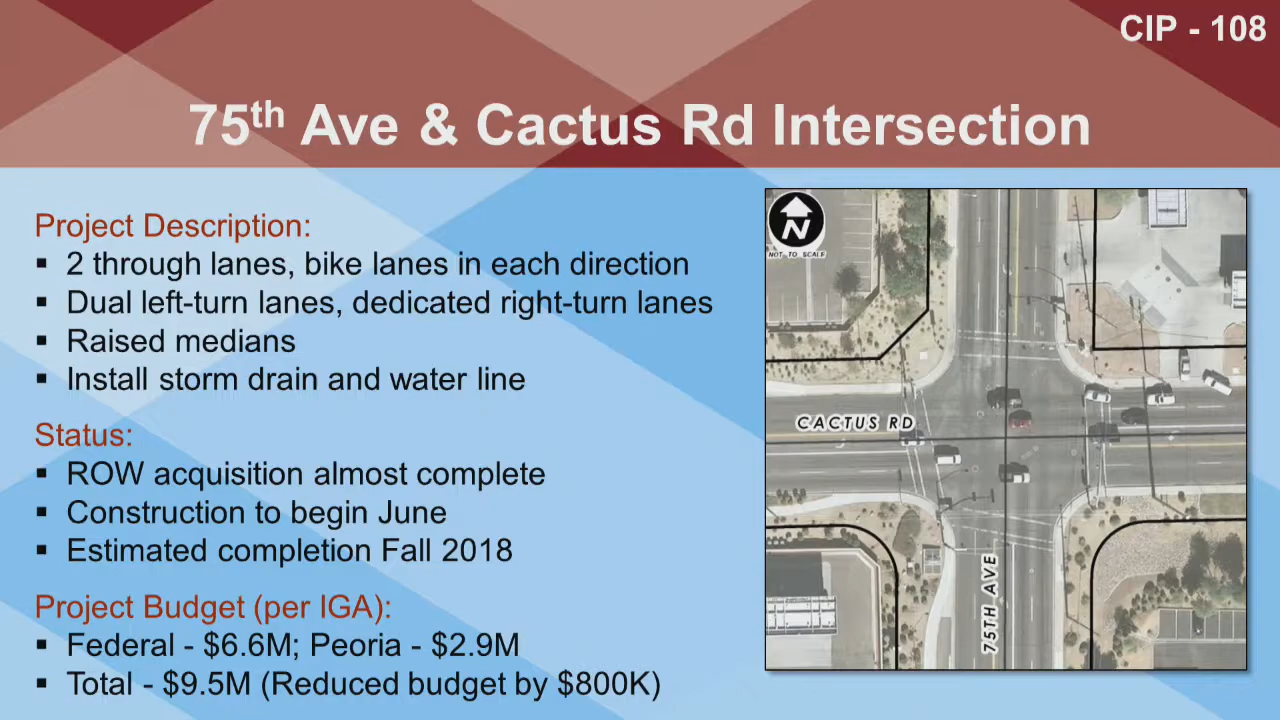 CIP - 108
75th Ave & Cactus Rd Intersection
Project Description:
▪ 2 through lanes, bike lanes in each direction
▪ Dual left-turn lanes, dedicated right-turn lanes
▪ Raised medians
▪ Install storm drain and water line
Status:
▪ ROW acquisition almost complete
▪ Construction to begin June
▪ Estimated completion Fall 2018
Project Budget (per IGA):
▪ Federal - $6.6M; Peoria - $2.9M
▪ Total - $9.5M (Reduced budget by $800K)
N
NOT TO SCALE
CACTUS RD
75TH AVE